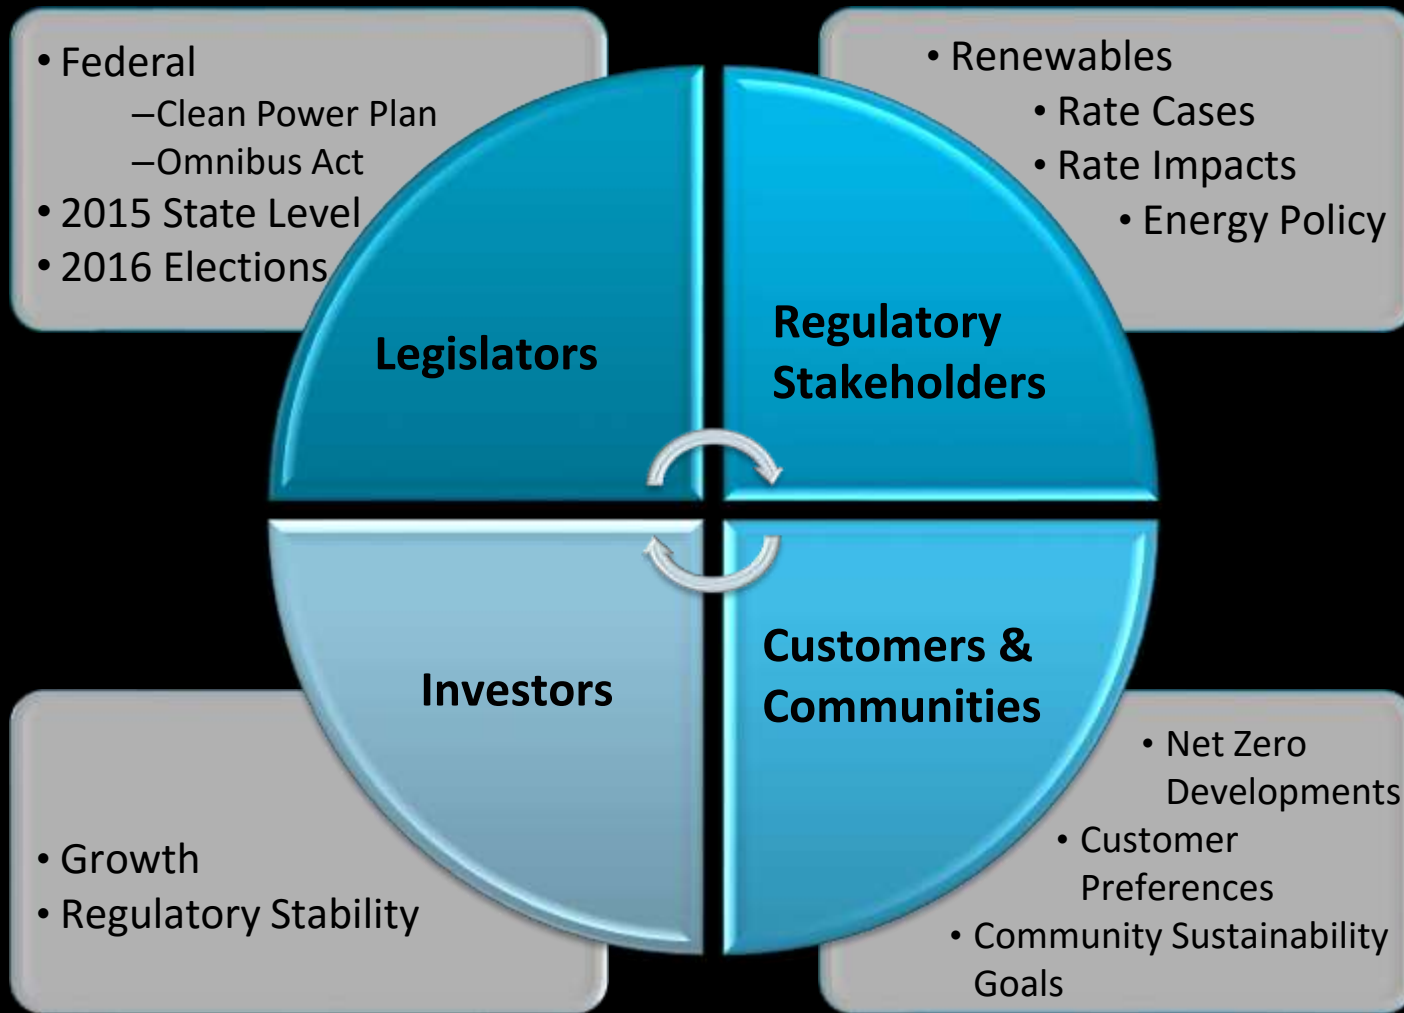 • Federal
–Clean Power Plan
–Omnibus Act
• 2015 State Level
• 2016 Elections
• Renewables
• Rate Cases
• Rate Impacts
• Energy Policy
Legislators
Regulatory
Stakeholders
Investors
Customers &
Communities
• Growth
• Regulatory Stability
• Net Zero
Developments
• Customer
Preferences
• Community Sustainability
Goals